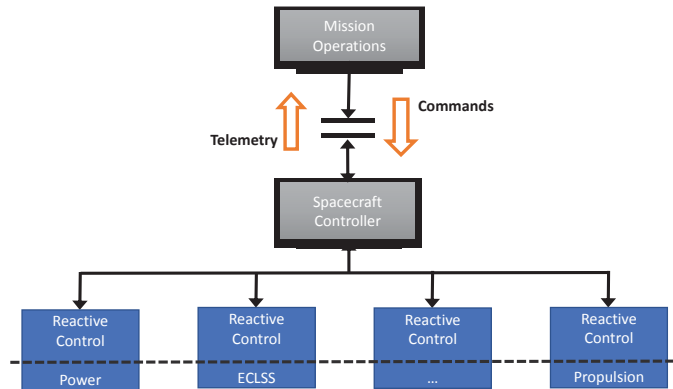 Mission
Operations
Commands
Telemetry
Spacecraft
Controller
Reactive
Control
Power
Reactive
Control
ECLSS
Reactive
Control
...
Reactive
Control
Propulsion